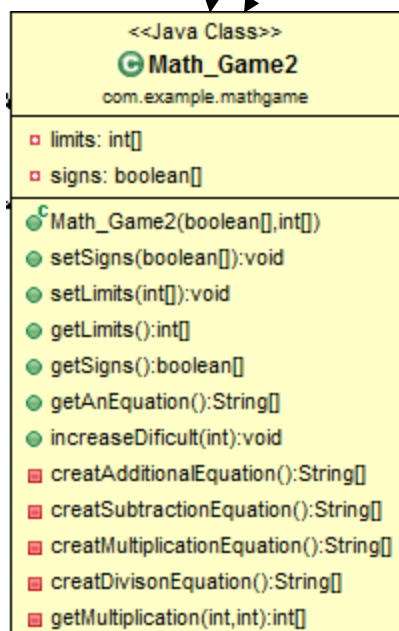 <<Java Class>>
C Math_Game2
com.example.mathgame
limits: int[]
signs: boolean[]
C Math_Game2(boolean[],int[])
setSigns(boolean[]):void
setLimits(int[]):void
getLimits():int[]
getSigns():boolean[]
getAnEquation():String[]
increaseDificult(int):void
creatAdditionalEquation():String[]
creatSubtractionEquation():String[]
creatMultiplicationEquation():String[]
creatDivisonEquation():String[]
getMultiplication(int,int):int[]